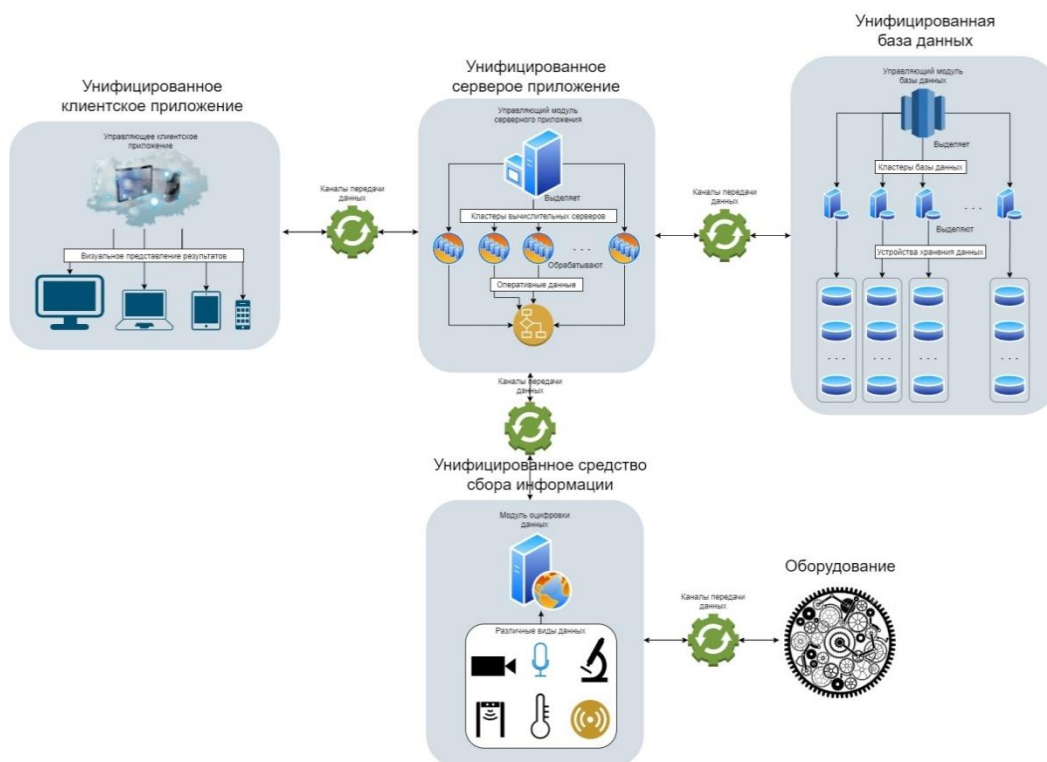 Унифицированная
база данных
Управляющий модуль
базы данных
Выделяет
Кластеры базы данных
. . .
Выделяют
Устройства хранения данных
. . .
. . .
. . .
. . .
Унифицированное
клиентское приложение
Управляющее клиентское
приложение
Визуальное представление результатов
Каналы передачи
данных
Унифицированное
серверое приложение
Управляющий модуль
серверного приложения
Выделяет
Кластеры вычислительных серверов
. . .
Обрабатывают
Оперативные данные
Каналы передачи
данных
Каналы передачи
данных
Унифицированное средство
сбора информации
Модуль оцифровки
данных
Различные виды данных
Каналы передачи
данных
Оборудование